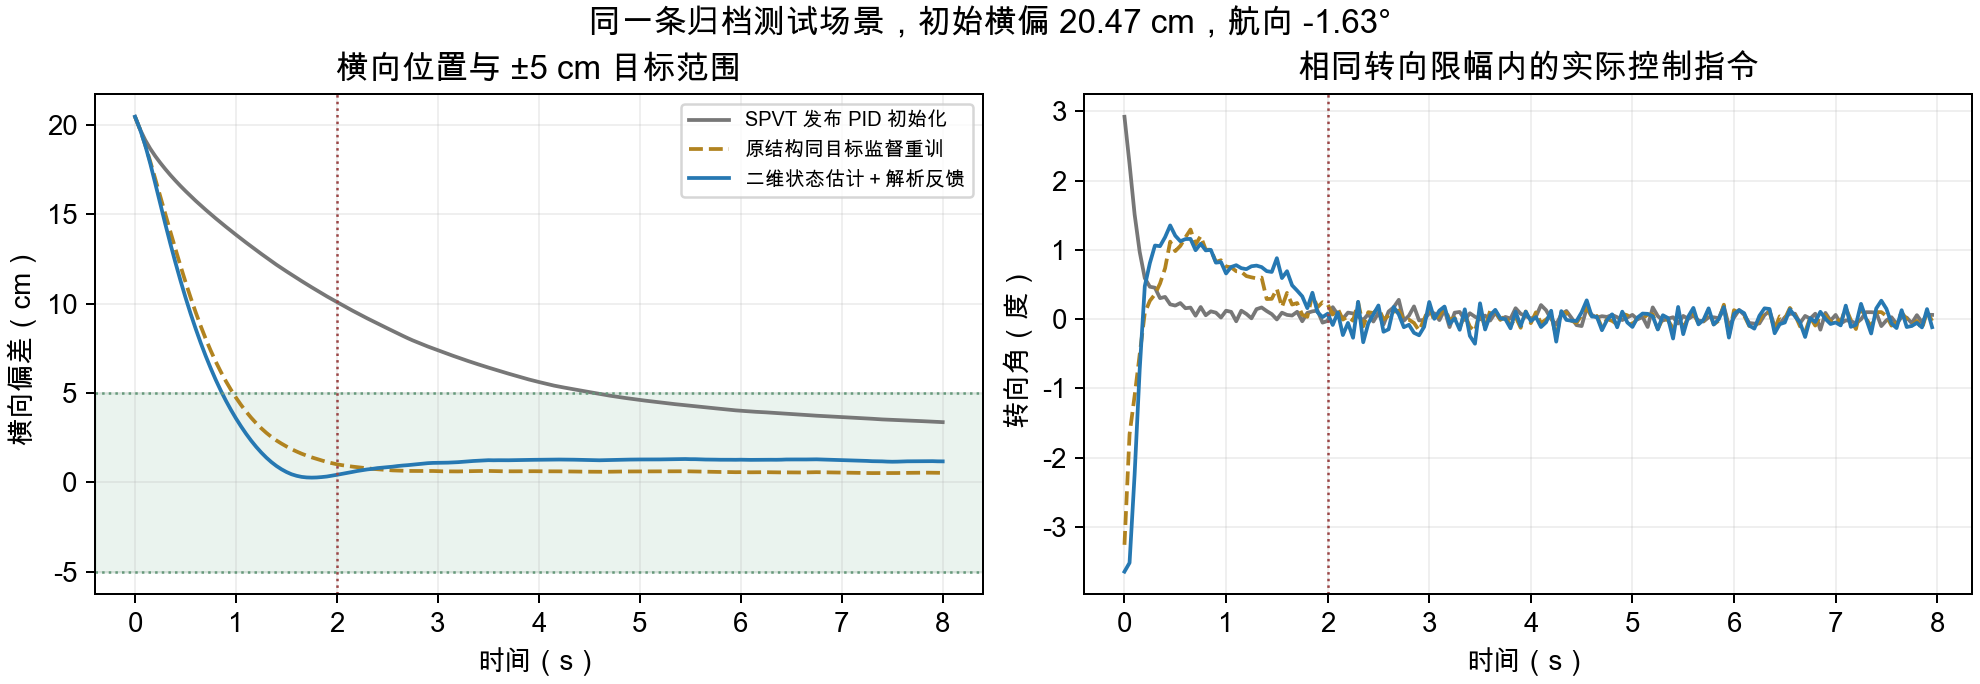 同一条归档测试场景，初始横偏 20.47 cm，航向 -1.63°
横向位置与 ±5 cm 目标范围
横向偏差（cm）
20
15
10
5
0
-5
SPVT 发布 PID 初始化
原结构同目标监督重训
二维状态估计 + 解析反馈
0 1 2 3 4 5 6 7 8
时间（s）
相同转向限幅内的实际控制指令
转向角（度）
3
2
1
0
-1
-2
-3
0 1 2 3 4 5 6 7 8
时间（s）